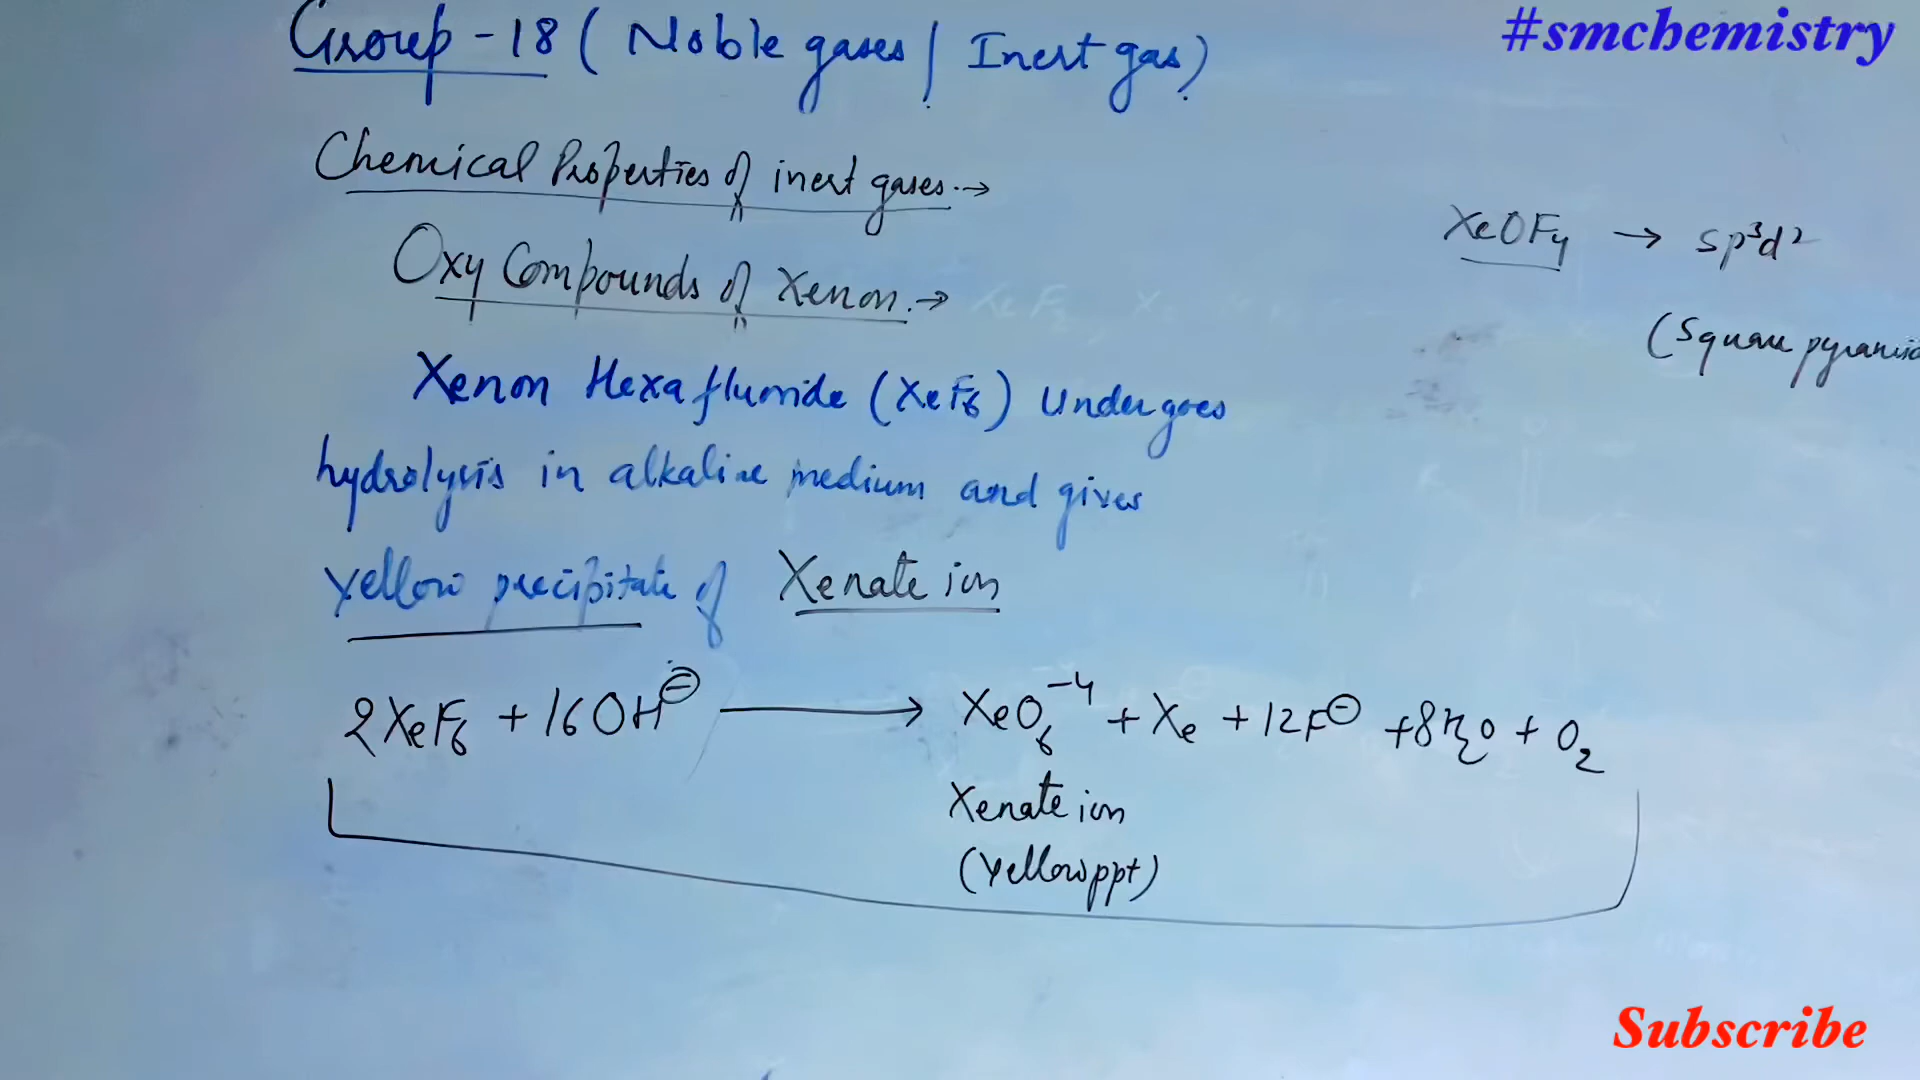 Group-18 ( Noble gases / Inert gas)
#smchemistry
Chemical Properties of inert gases →
XeOF4 → sp³d²
Oxy Compounds of Xenon. →
(Square pyramid
Xenon Hexafluoride (XeF6) Undergoes
hydrolysis in alkaline medium and gives
Yellow precipitate of Xenate ion
2XeF6 + 16OH⊖ → XeO6⁻⁴ + Xe + 12F⊖ + 8H2O + O2
Xenate ion
(Yellow ppt)
Subscribe